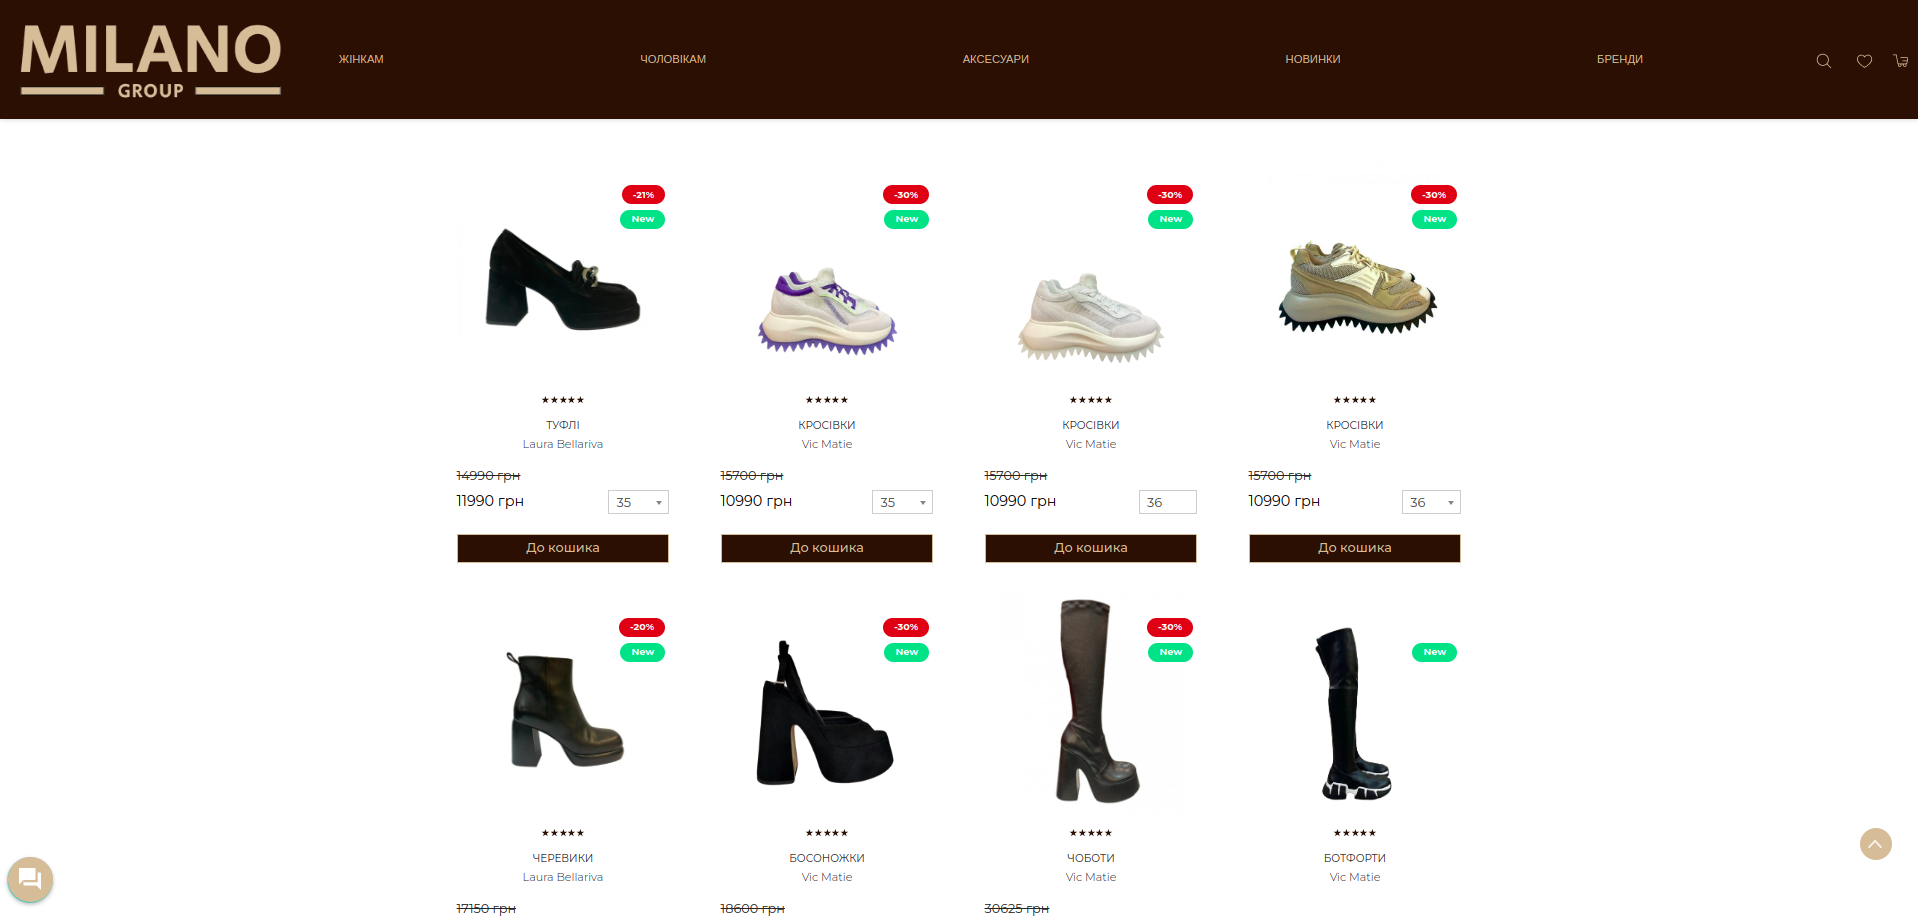 MILANO
GROUP
ЖІНКАМ
ЧОЛОВІКАМ
АКСЕСУАРИ
НОВИНКИ
БРЕНДИ
-21%
New
-30%
New
-30%
New
-30%
New
★★★★★
ТУФЛІ
Laura Bellariva
14990 грн
11990 грн
35
До кошика
★★★★★
КРОСІВКИ
Vic Matie
15700 грн
10990 грн
35
До кошика
★★★★★
КРОСІВКИ
Vic Matie
15700 грн
10990 грн
36
До кошика
★★★★★
КРОСІВКИ
Vic Matie
15700 грн
10990 грн
36
До кошика
-20%
New
-30%
New
-30%
New
New
★★★★★
ЧЕРЕВИКИ
Laura Bellariva
17150 грн
★★★★★
БОСОНОЖКИ
Vic Matie
18600 грн
★★★★★
ЧОБОТИ
Vic Matie
30625 грн
★★★★★
БОТФОРТИ
Vic Matie